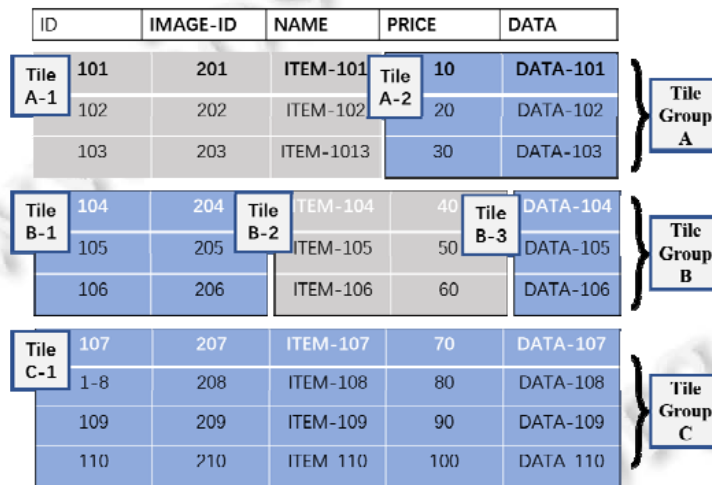 ID IMAGE-ID NAME PRICE DATA
Tile A-1 101 201 ITEM-101 Tile A-2 10 DATA-101
102 202 ITEM-102 20 DATA-102
103 203 ITEM-1013 30 DATA-103
Tile Group A
Tile B-1 104 204 Tile B-2 ITEM-104 40 Tile B-3 DATA-104
105 205 ITEM-105 50 DATA-105
106 206 ITEM-106 60 DATA-106
Tile Group B
Tile C-1 107 207 ITEM-107 70 DATA-107
1-8 208 ITEM-108 80 DATA-108
109 209 ITEM-109 90 DATA-109
110 210 ITEM 110 100 DATA 110
Tile Group C